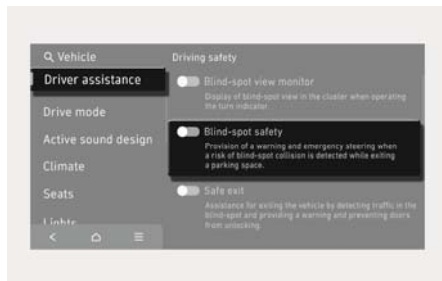 Vehicle
Driver assistance
Drive mode
Active sound design
Climate
Seats
Lights
Driving safety
Blind-spot view monitor
Display of blind-spot view in the cluster when operating
the turn indicator
Blind-spot safety
Provision of a warning and emergency steering when
a risk of blind-spot collision is detected while exiting
a parking space.
Safe exit
Assistance for exiting the vehicle by detecting traffic in the
blind-spot and providing a warning and preventing doors
from unlocking.